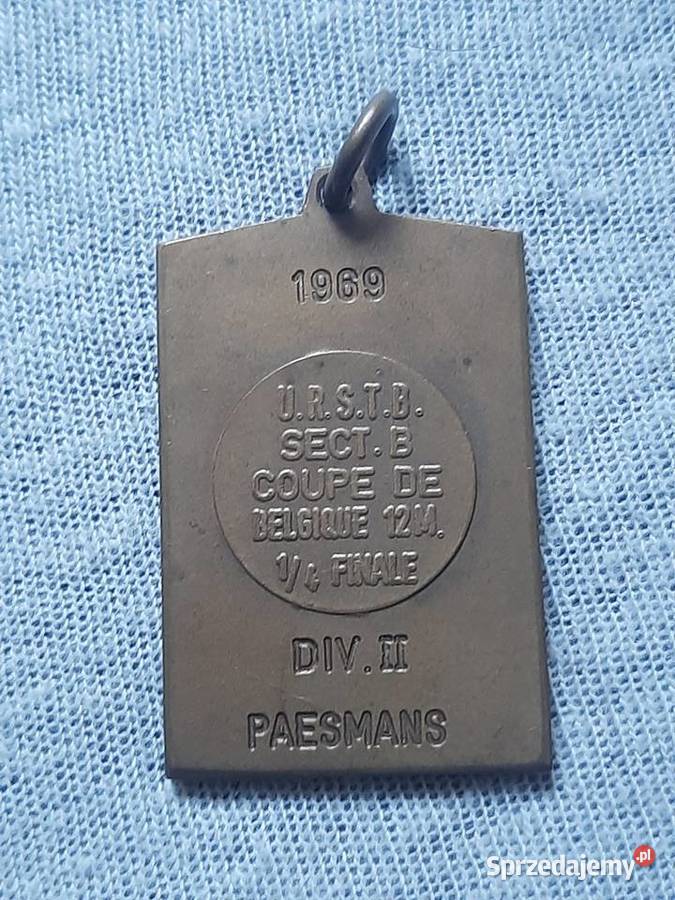 1969
U.R.S.T.B.
SECT. B
COUPE DE
BELGIQUE 12M.
1/4 FINALE
DIV. II
PAESMANS
Sprzedajemy.pl